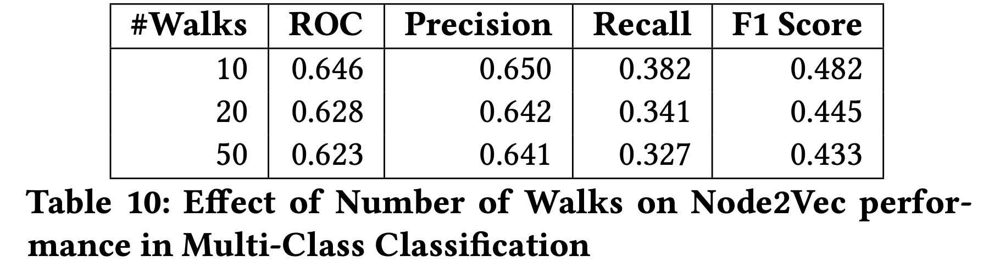 #Walks ROC Precision Recall F1 Score
10 0.646 0.650 0.382 0.482
20 0.628 0.642 0.341 0.445
50 0.623 0.641 0.327 0.433
Table 10: Effect of Number of Walks on Node2Vec perfor-
mance in Multi-Class Classification